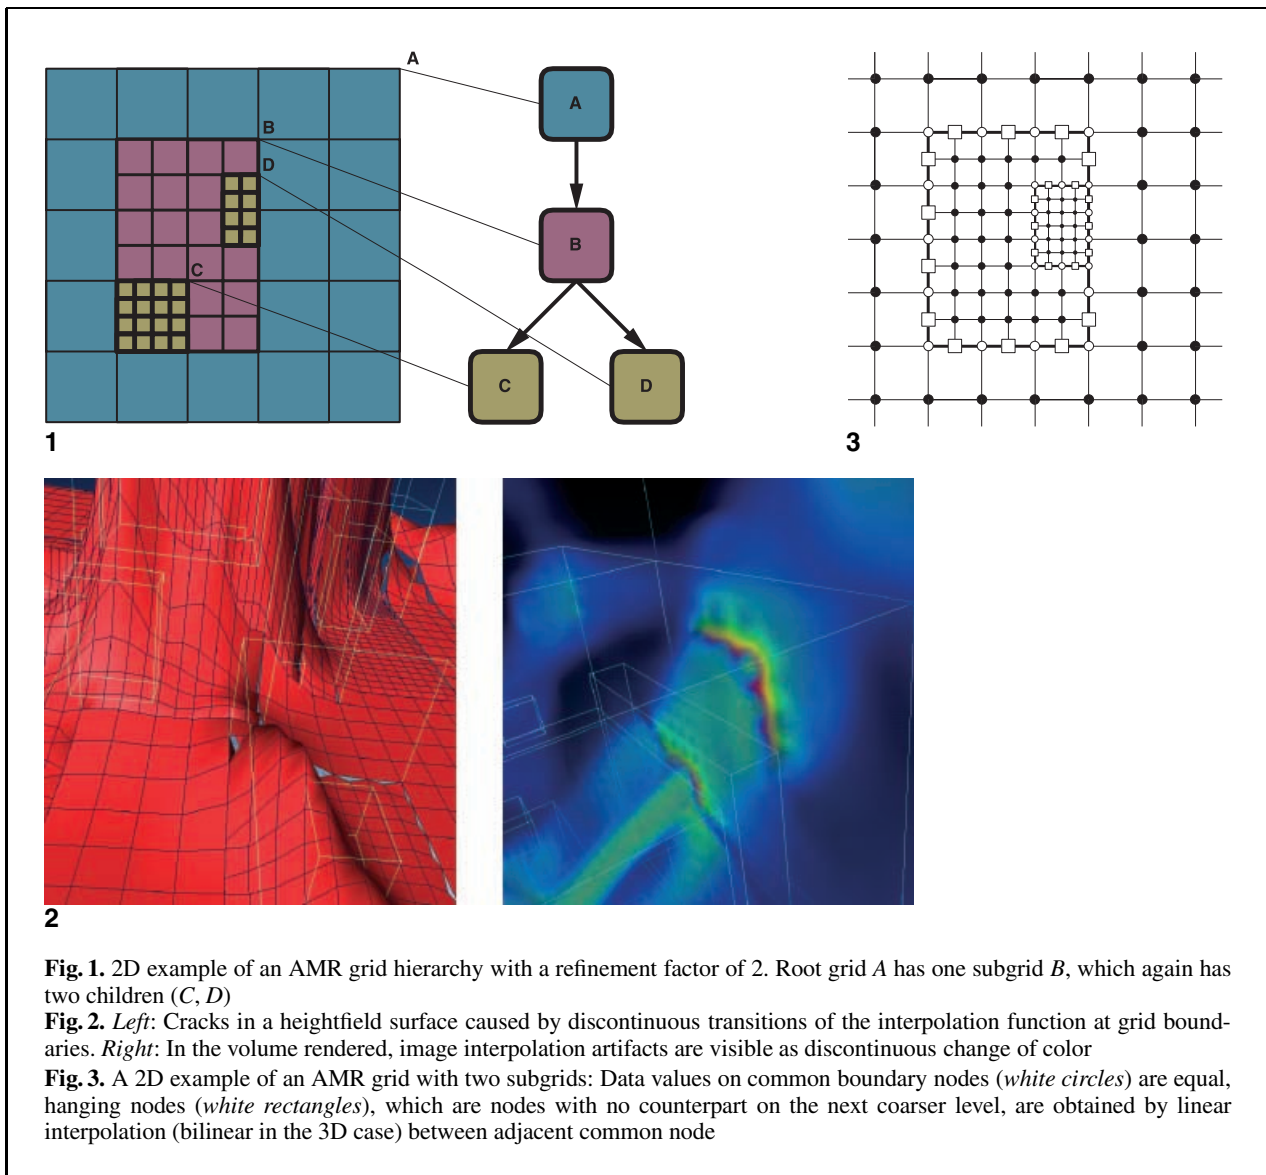 A
B
D
C
A
B
C
D
1
3
2
Fig. 1. 2D example of an AMR grid hierarchy with a refinement factor of 2. Root grid A has one subgrid B, which again has
two children (C, D)
Fig. 2. Left: Cracks in a heightfield surface caused by discontinuous transitions of the interpolation function at grid bound-
aries. Right: In the volume rendered, image interpolation artifacts are visible as discontinuous change of color
Fig. 3. A 2D example of an AMR grid with two subgrids: Data values on common boundary nodes (white circles) are equal,
hanging nodes (white rectangles), which are nodes with no counterpart on the next coarser level, are obtained by linear
interpolation (bilinear in the 3D case) between adjacent common node